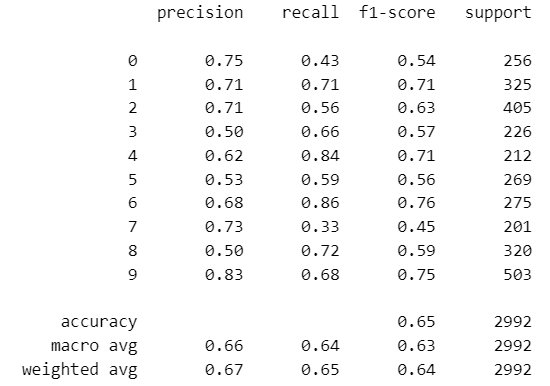 precision recall f1-score support
0 0.75 0.43 0.54 256
1 0.71 0.71 0.71 325
2 0.71 0.56 0.63 405
3 0.50 0.66 0.57 226
4 0.62 0.84 0.71 212
5 0.53 0.59 0.56 269
6 0.68 0.86 0.76 275
7 0.73 0.33 0.45 201
8 0.50 0.72 0.59 320
9 0.83 0.68 0.75 503
accuracy 0.65 2992
macro avg 0.66 0.64 0.63 2992
weighted avg 0.67 0.65 0.64 2992